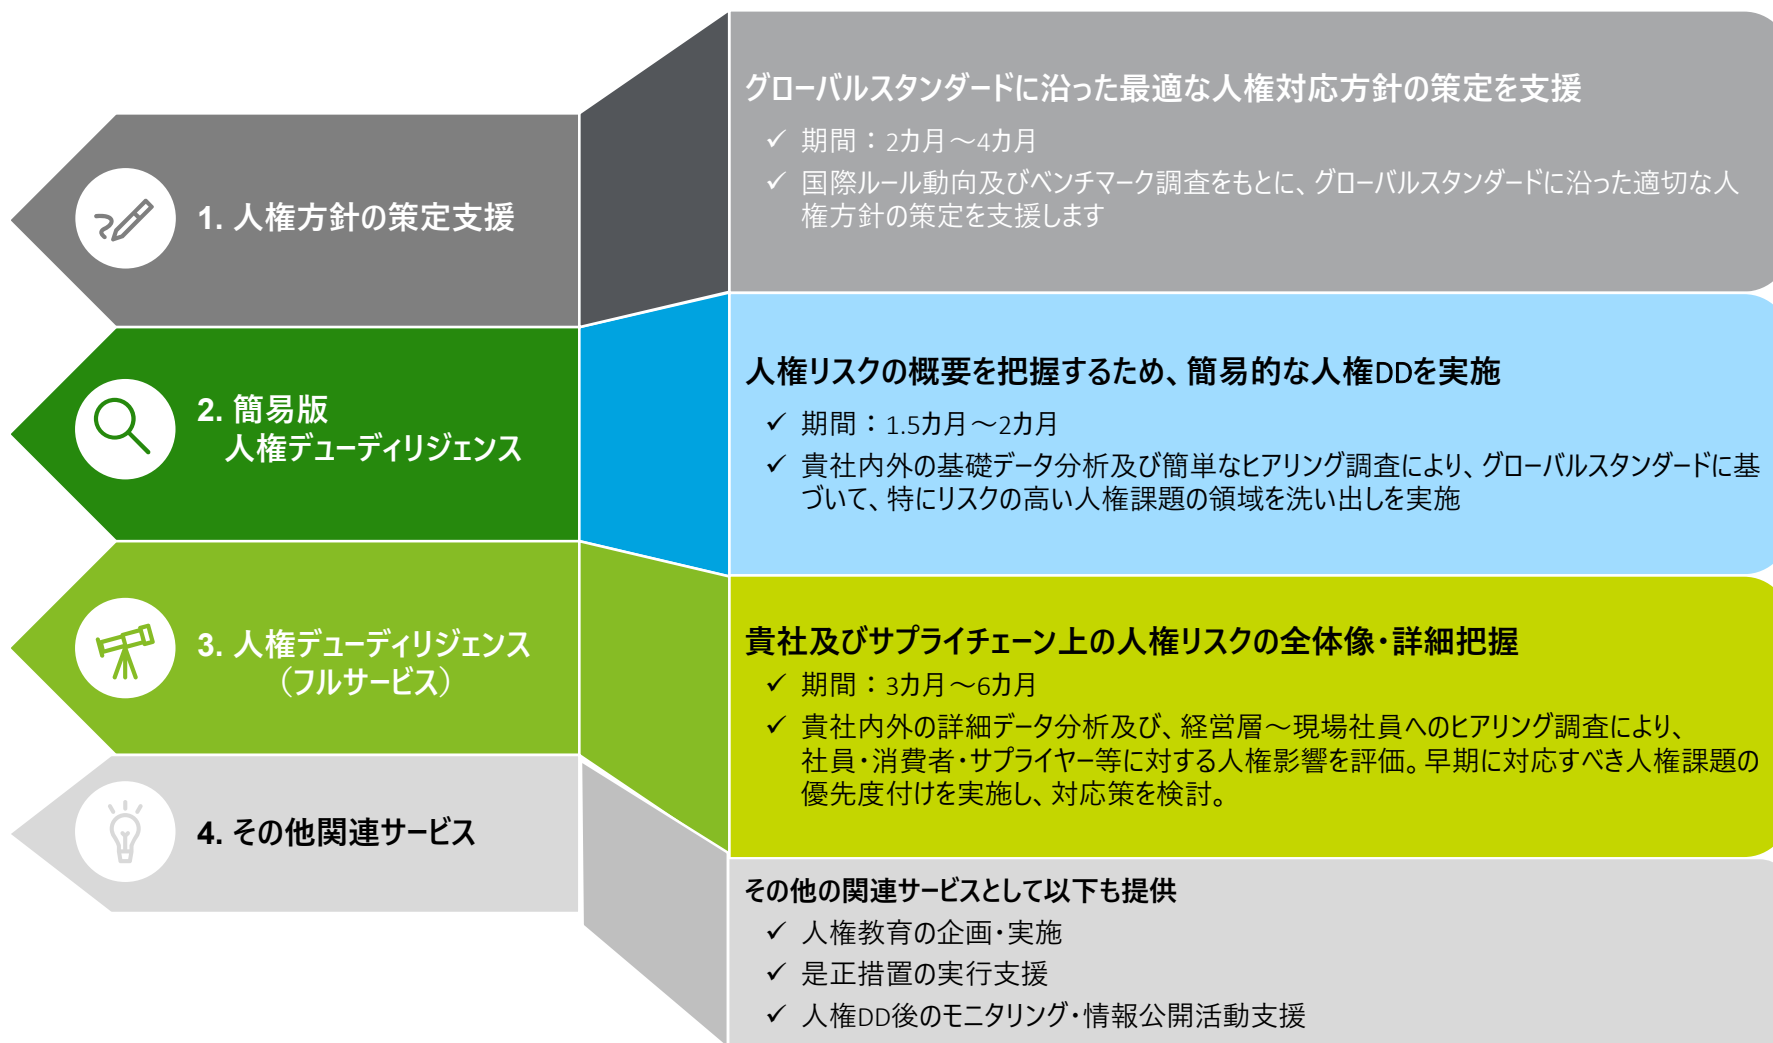 1. 人権方針の策定支援
グローバルスタンダードに沿った最適な人権対応方針の策定を支援
✓ 期間：2カ月～4カ月
✓ 国際ルール動向及びベンチマーク調査をもとに、グローバルスタンダードに沿った適切な人
権方針の策定を支援します
2. 簡易版
人権デューディリジェンス
人権リスクの概要を把握するため、簡易的な人権DDを実施
✓ 期間：1.5カ月～2カ月
✓ 貴社内外の基礎データ分析及び簡単なヒアリング調査により、グローバルスタンダードに基
づいて、特にリスクの高い人権課題の領域を洗い出しを実施
3. 人権デューディリジェンス
（フルサービス）
貴社及びサプライチェーン上の人権リスクの全体像・詳細把握
✓ 期間：3カ月～6カ月
✓ 貴社内外の詳細データ分析及び、経営層～現場社員へのヒアリング調査により、
社員・消費者・サプライヤー等に対する人権影響を評価。早期に対応すべき人権課題の
優先度付けを実施し、対応策を検討。
4. その他関連サービス
その他の関連サービスとして以下も提供
✓ 人権教育の企画・実施
✓ 是正措置の実行支援
✓ 人権DD後のモニタリング・情報公開活動支援